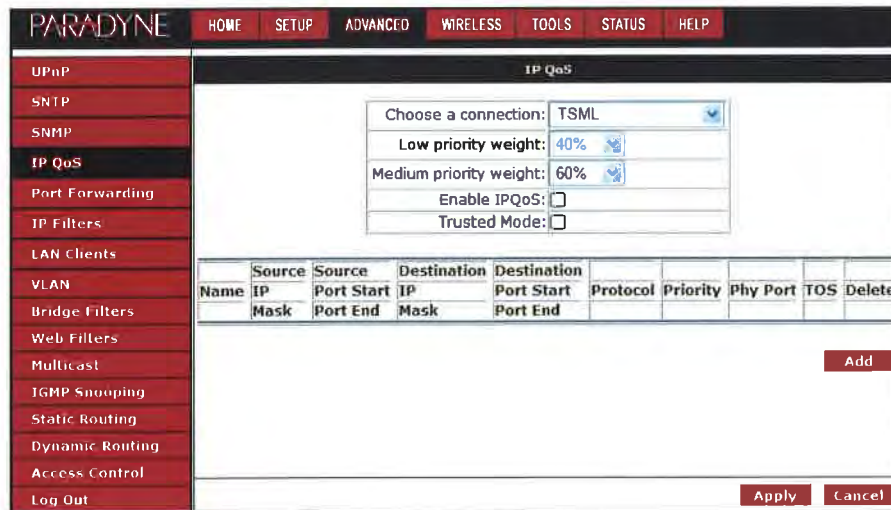 PARADYNE
HOME SETUP ADVANCED WIRELESS TOOLS STATUS HELP
UPnP
SNTP
SNMP
IP QoS
Port Forwarding
IP Filters
LAN Clients
VLAN
Bridge Filters
Web Filters
Multicast
IGMP Snooping
Static Routing
Dynamic Routing
Access Control
Log Out
IP QoS
Choose a connection: TSML
Low priority weight: 40%
Medium priority weight: 60%
Enable IPQoS:
Trusted Mode:
Source Source Destination Destination
Name IP Port Start IP Port Start Protocol Priority Phy Port TOS Delete
Mask Port End Mask Port End
Add
Apply Cancel